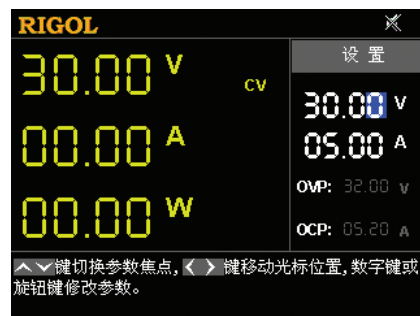 RIGOL
30.00 V
CV
00.00 A
00.00 W
设置
30.00 V
05.00 A
OVP: 32.00 V
OCP: 05.20 A
键切换参数焦点, 键移动光标位置,数字键或
旋钮键修改参数。